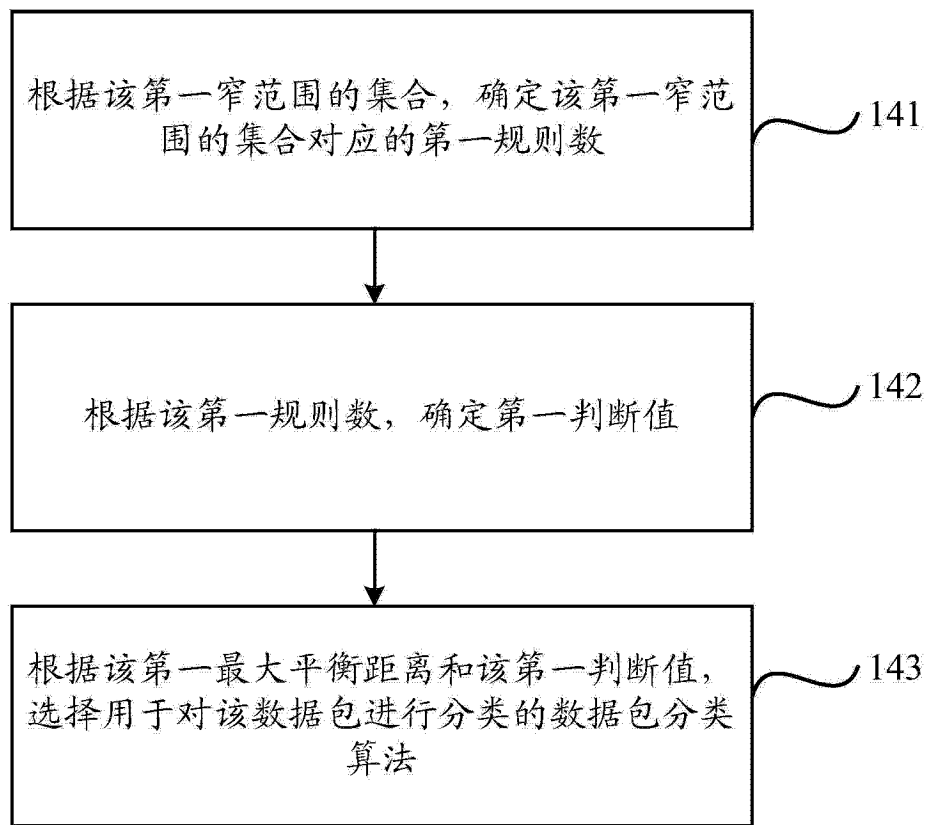 根据该第一窄范围的集合，确定该第一窄范
围的集合对应的第一规则数
141
根据该第一规则数，确定第一判断值
142
根据该第一最大平衡距离和该第一判断值，
选择用于对该数据包进行分类的数据包分类
算法
143